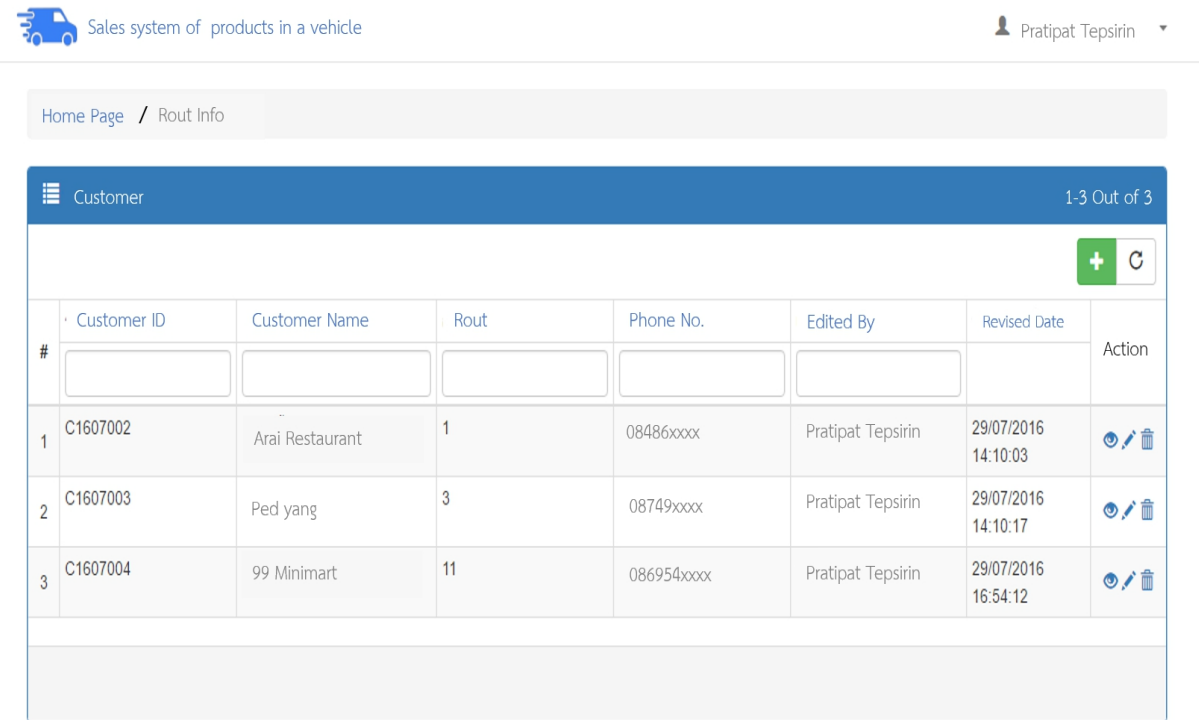 Sales system of products in a vehicle
Pratipat Tepsirin
Home Page / Rout Info
Customer
1-3 Out of 3
# Customer ID Customer Name Rout Phone No. Edited By Revised Date Action
1 C1607002 Arai Restaurant 1 08486xxxx Pratipat Tepsirin 29/07/2016
14:10:03
2 C1607003 Ped yang 3 08749xxxx Pratipat Tepsirin 29/07/2016
14:10:17
3 C1607004 99 Minimart 11 086954xxxx Pratipat Tepsirin 29/07/2016
16:54:12